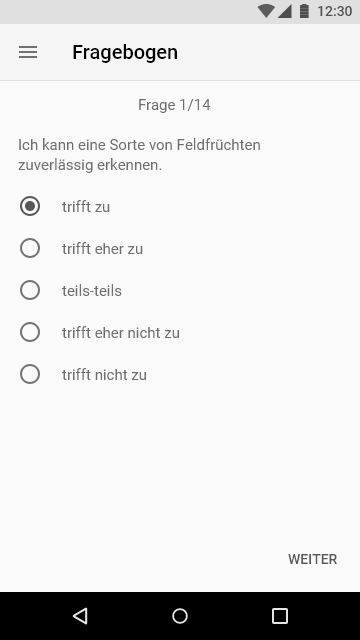 12:30
Fragebogen
Frage 1/14
Ich kann eine Sorte von Feldfrüchten
zuverlässig erkennen.
trifft zu
trifft eher zu
teils-teils
trifft eher nicht zu
trifft nicht zu
WEITER